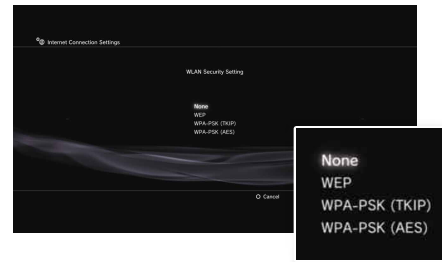 Internet Connection Settings
WLAN Security Setting
None
WEP
WPA-PSK (TKIP)
WPA-PSK (AES)
Cancel
None
WEP
WPA-PSK (TKIP)
WPA-PSK (AES)